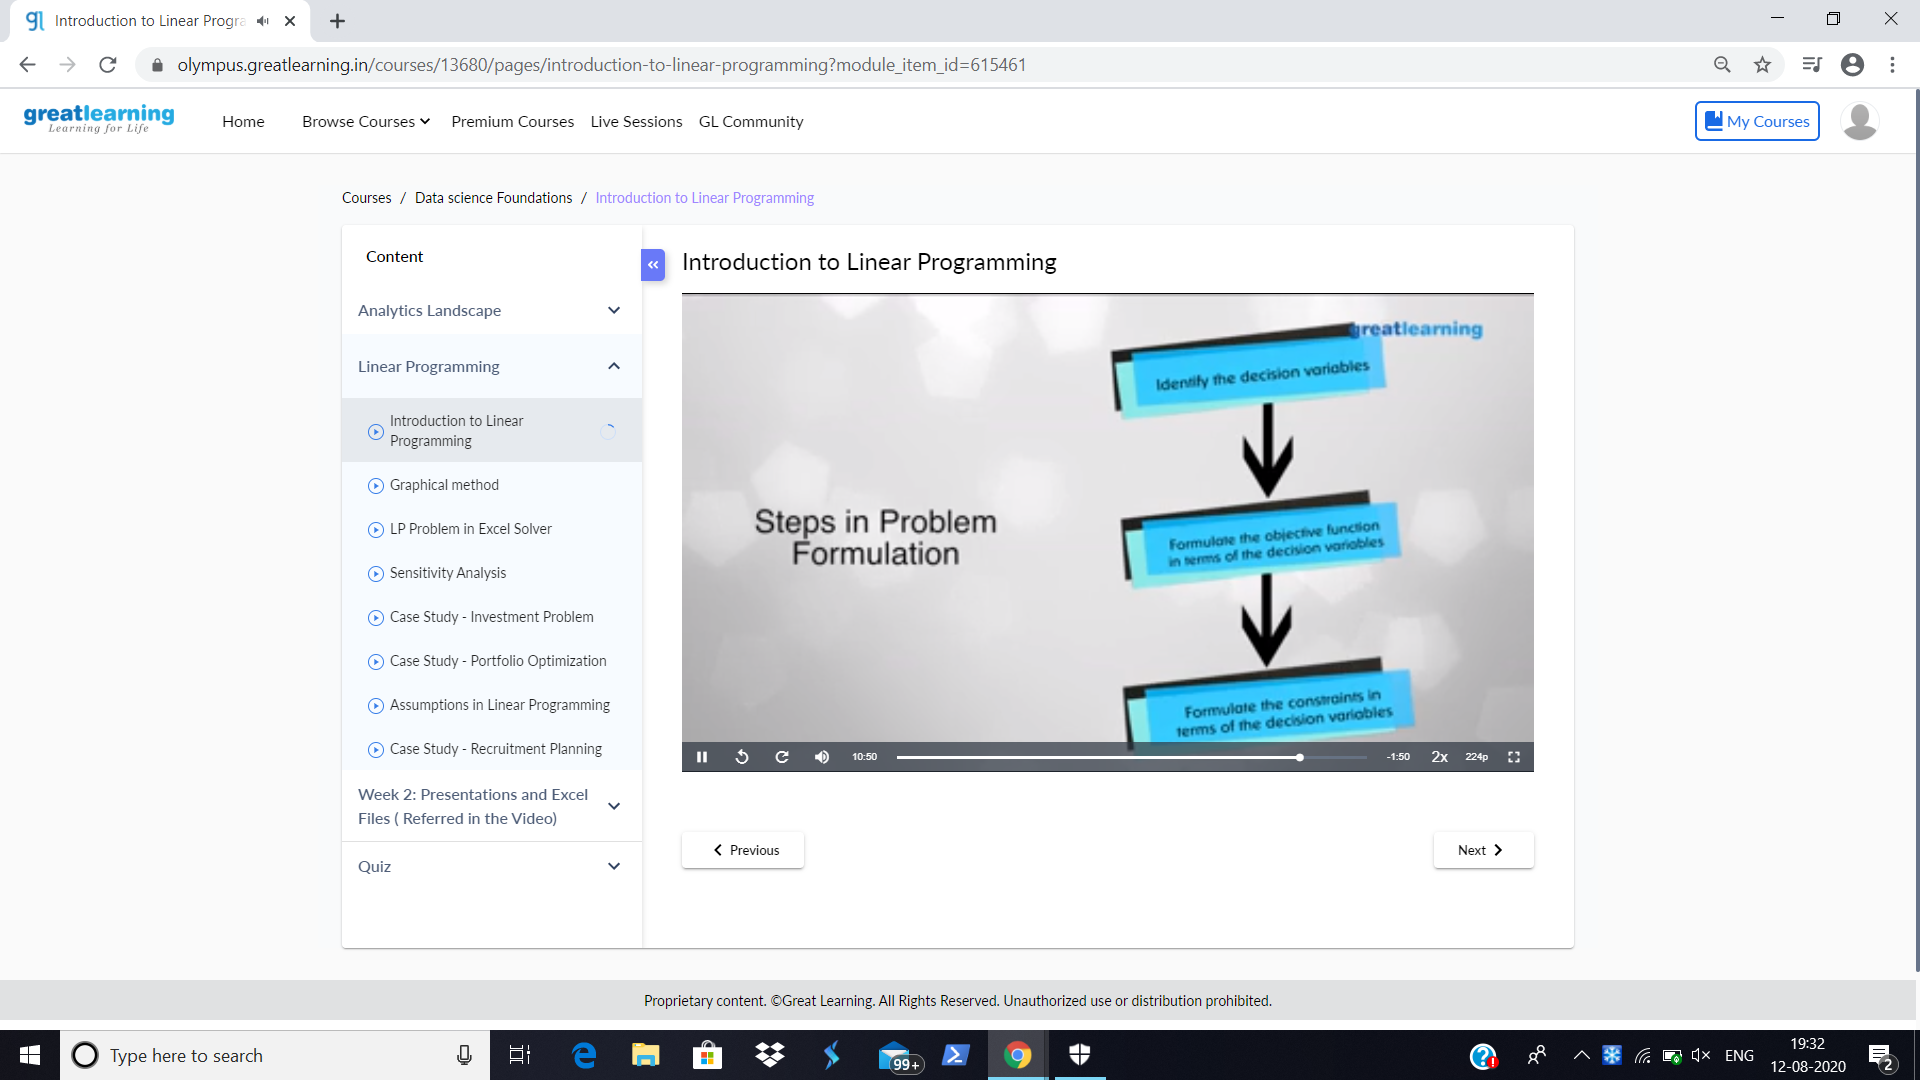 Introduction to Linear Progra
olympus.greatlearning.in/courses/13680/pages/introduction-to-linear-programming?module_item_id=615461
greatlearning
Learning for Life
Home
Browse Courses
Premium Courses
Live Sessions
GL Community
My Courses
Courses / Data science Foundations / Introduction to Linear Programming
Content
Analytics Landscape
Linear Programming
Introduction to Linear
Programming
Graphical method
LP Problem in Excel Solver
Sensitivity Analysis
Case Study - Investment Problem
Case Study - Portfolio Optimization
Assumptions in Linear Programming
Case Study - Recruitment Planning
Week 2: Presentations and Excel
Files ( Referred in the Video)
Quiz
Introduction to Linear Programming
greatlearning
Identify the decision variables
Steps in Problem
Formulation
Formulate the objective function
in terms of the decision variables
Formulate the constraints in
terms of the decision variables
10:50
-1:50
2x
224p
Previous
Next
Proprietary content. ©Great Learning. All Rights Reserved. Unauthorized use or distribution prohibited.
Type here to search
99+
ENG
19:32
12-08-2020
2